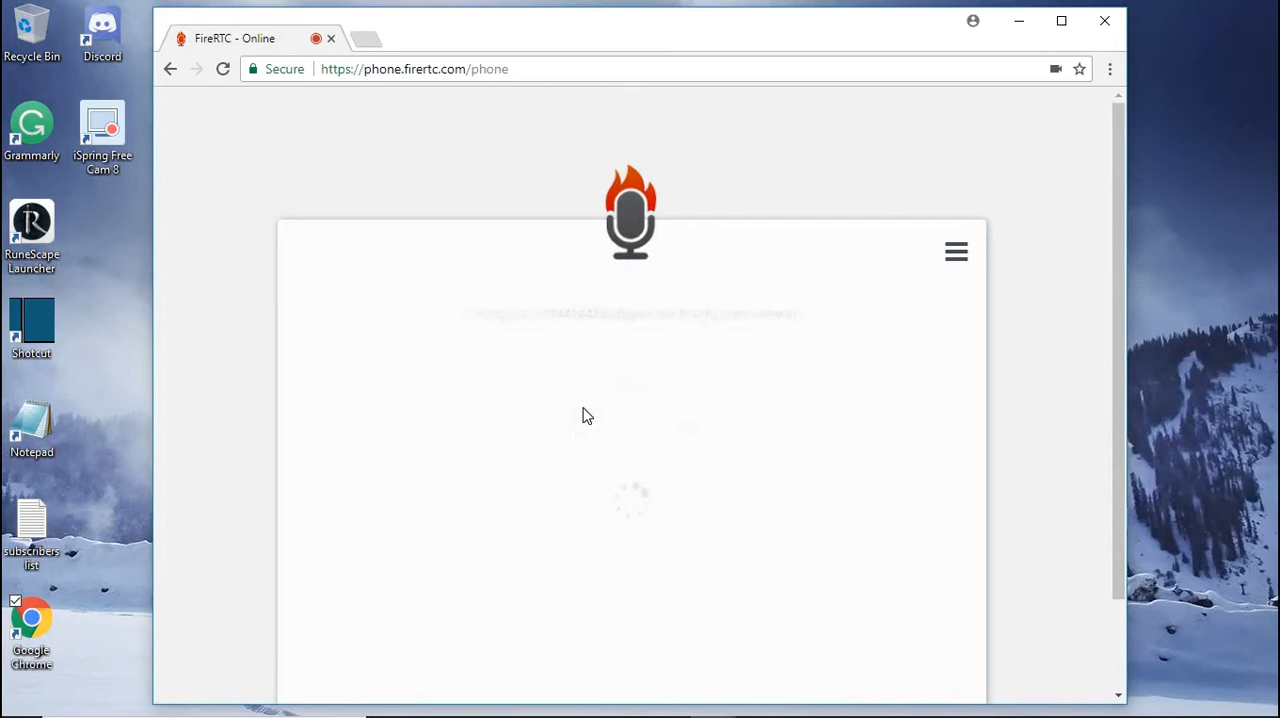 Recycle Bin
Discord
Grammarly
iSpring Free Cam 8
RuneScape Launcher
Shotcut
Notepad
subscribers list
Google Chrome
FireRTC - Online
Secure
https://phone.firertc.com/phone